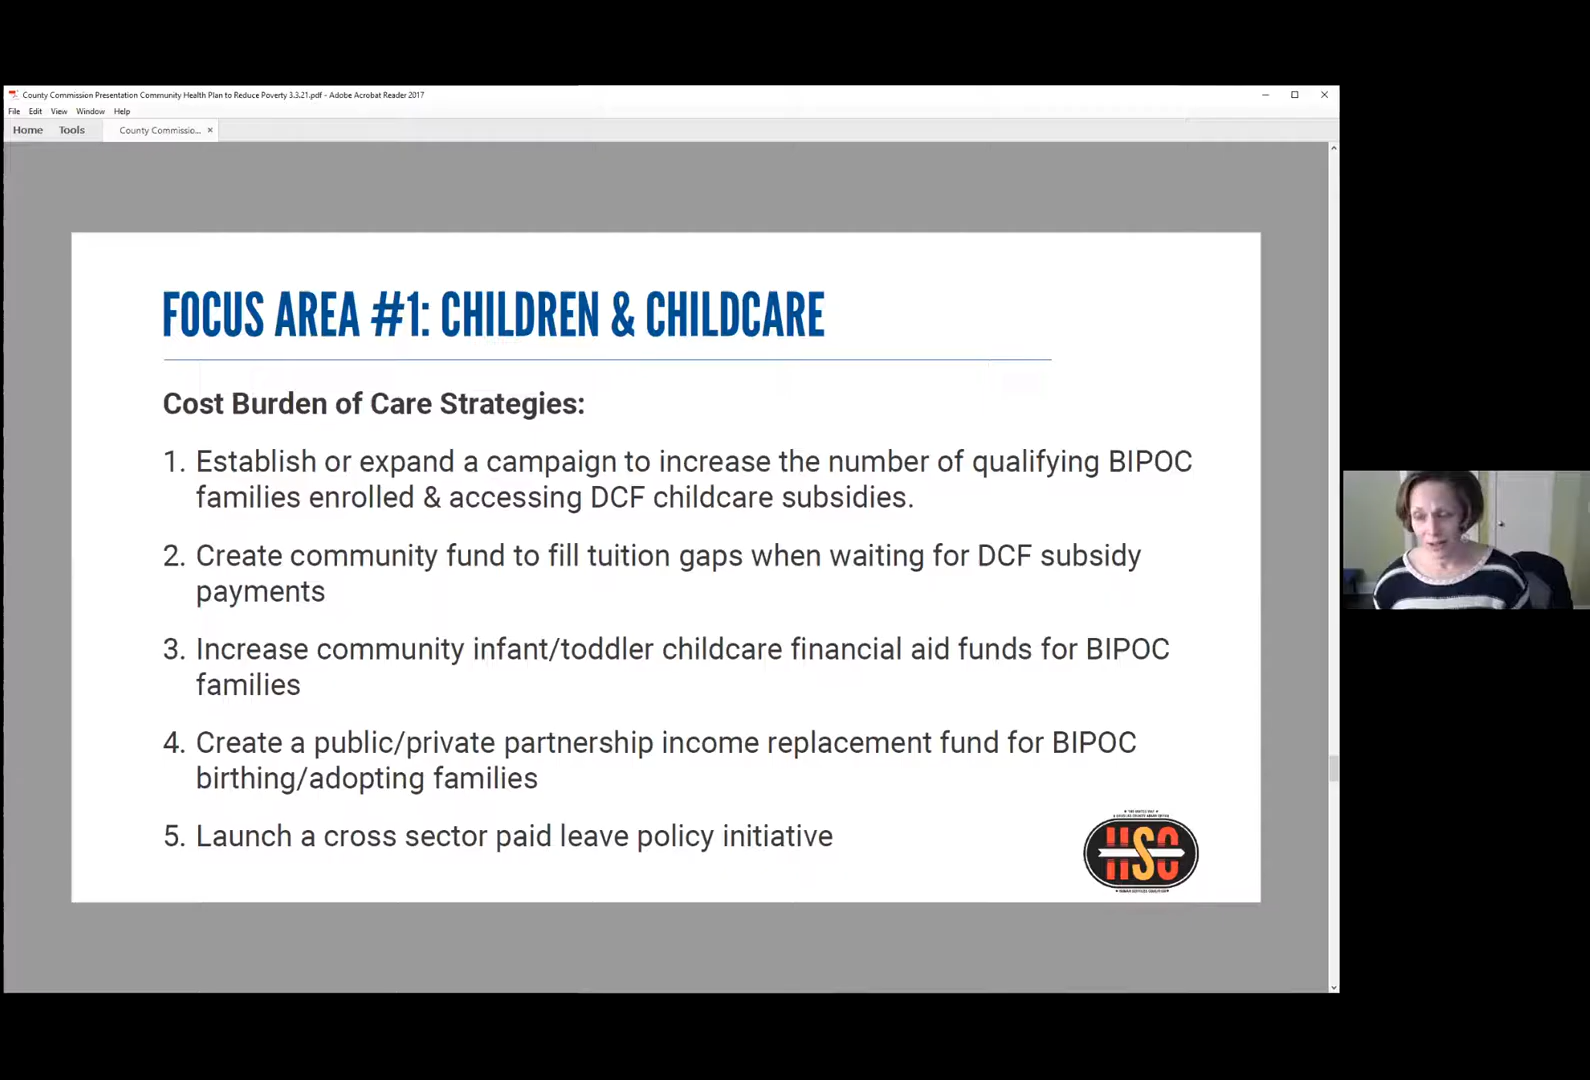 County Commission Presentation Community Health Plan to Reduce Poverty 3.3.21.pdf - Adobe Acrobat Reader 2017
File Edit View Window Help
Home Tools County Commissio... ×
FOCUS AREA #1: CHILDREN & CHILDCARE
Cost Burden of Care Strategies:
1. Establish or expand a campaign to increase the number of qualifying BIPOC
families enrolled & accessing DCF childcare subsidies.
2. Create community fund to fill tuition gaps when waiting for DCF subsidy
payments
3. Increase community infant/toddler childcare financial aid funds for BIPOC
families
4. Create a public/private partnership income replacement fund for BIPOC
birthing/adopting families
5. Launch a cross sector paid leave policy initiative
HSC